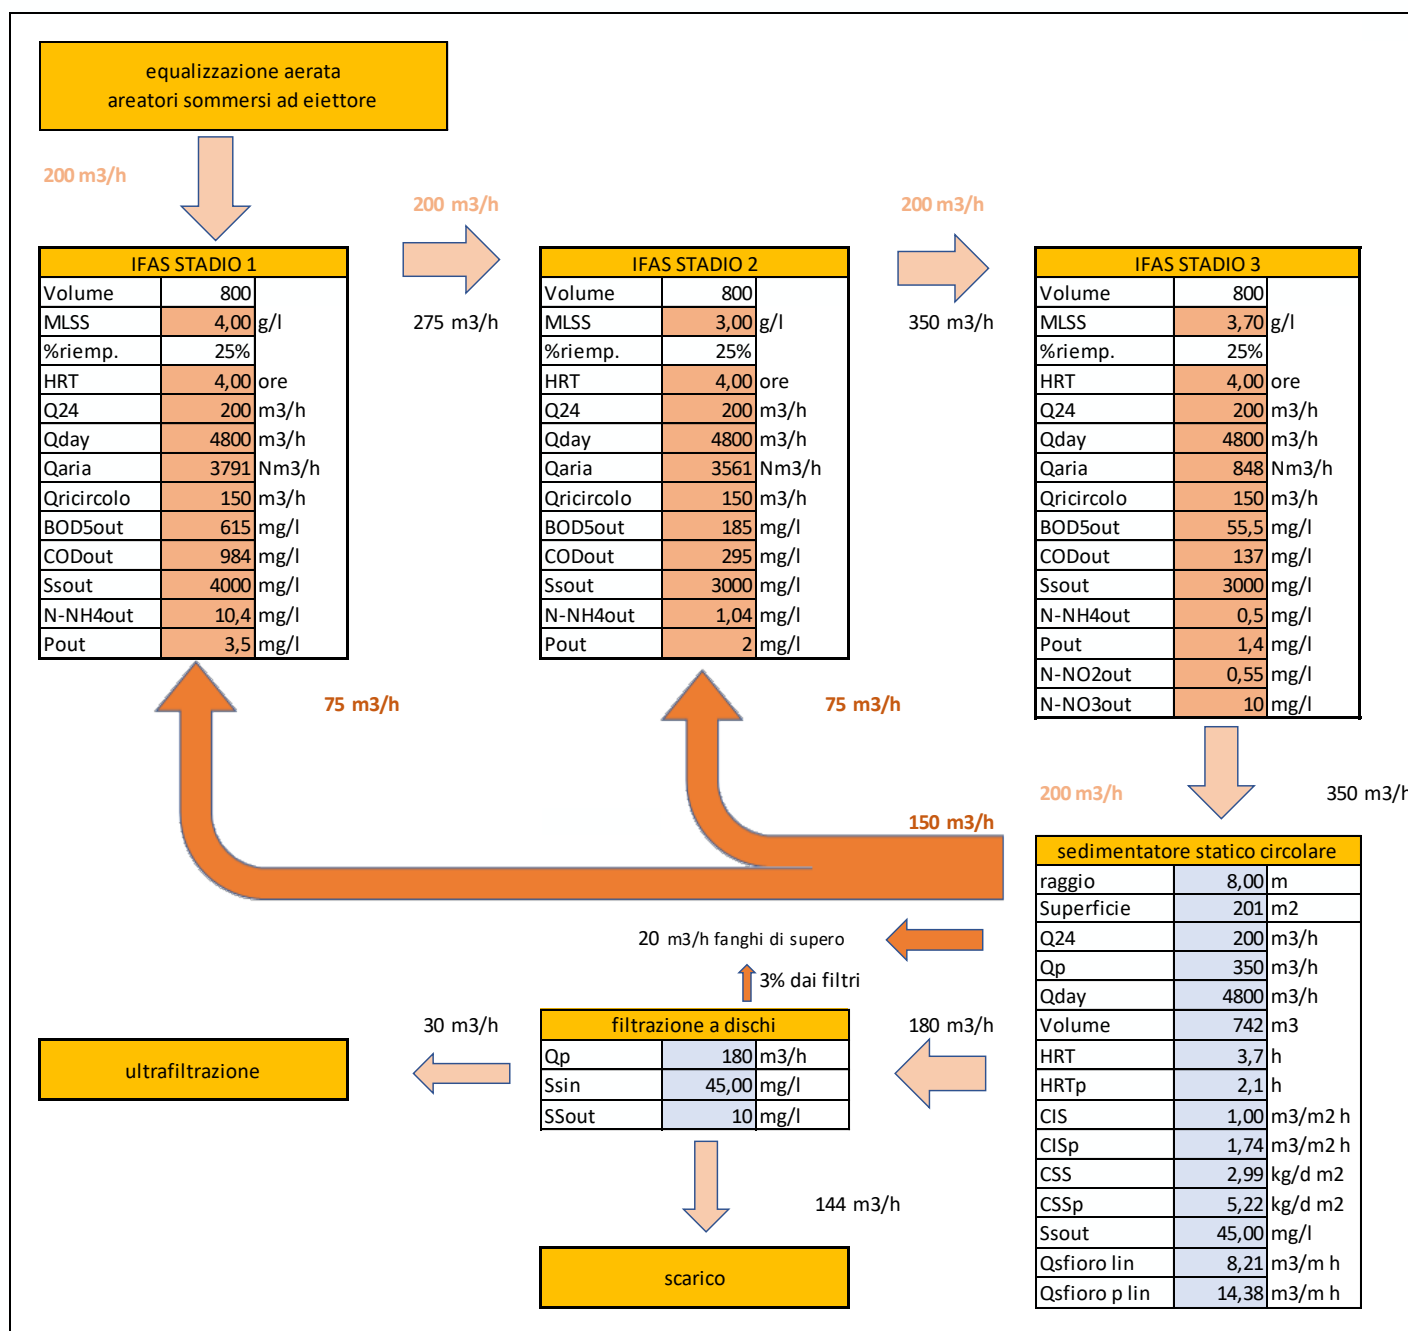 equalizzazione aerata
areatori sommersi ad eiettore
200 m3/h
200 m3/h
200 m3/h
275 m3/h
350 m3/h
IFAS STADIO 1
Volume 800
MLSS 4,00 g/l
%riemp. 25%
HRT 4,00 ore
Q24 200 m3/h
Qday 4800 m3/h
Qaria 3791 Nm3/h
Qricircolo 150 m3/h
BOD5out 615 mg/l
CODout 984 mg/l
Ssout 4000 mg/l
N-NH4out 10,4 mg/l
Pout 3,5 mg/l
IFAS STADIO 2
Volume 800
MLSS 3,00 g/l
%riemp. 25%
HRT 4,00 ore
Q24 200 m3/h
Qday 4800 m3/h
Qaria 3561 Nm3/h
Qricircolo 150 m3/h
BOD5out 185 mg/l
CODout 295 mg/l
Ssout 3000 mg/l
N-NH4out 1,04 mg/l
Pout 2 mg/l
IFAS STADIO 3
Volume 800
MLSS 3,70 g/l
%riemp. 25%
HRT 4,00 ore
Q24 200 m3/h
Qday 4800 m3/h
Qaria 848 Nm3/h
Qricircolo 150 m3/h
BOD5out 55,5 mg/l
CODout 137 mg/l
Ssout 3000 mg/l
N-NH4out 0,5 mg/l
Pout 1,4 mg/l
N-NO2out 0,55 mg/l
N-NO3out 10 mg/l
75 m3/h
75 m3/h
200 m3/h
350 m3/h
150 m3/h
sedimentatore statico circolare
raggio 8,00 m
Superficie 201 m2
Q24 200 m3/h
Qp 350 m3/h
Qday 4800 m3/h
Volume 742 m3
HRT 3,7 h
HRTp 2,1 h
CIS 1,00 m3/m2 h
CISp 1,74 m3/m2 h
CSS 2,99 kg/d m2
CSSp 5,22 kg/d m2
Ssout 45,00 mg/l
Qsfioro lin 8,21 m3/m h
Qsfioro p lin 14,38 m3/m h
20 m3/h fanghi di supero
3% dai filtri
30 m3/h
180 m3/h
filtrazione a dischi
Qp 180 m3/h
Ssin 45,00 mg/l
SSout 10 mg/l
ultrafiltrazione
144 m3/h
scarico